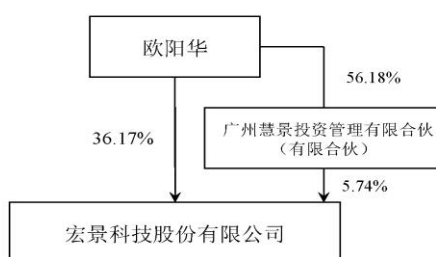 欧阳华
56.18%
36.17%
广州慧景投资管理有限合伙
（有限合伙）
5.74%
宏景科技股份有限公司